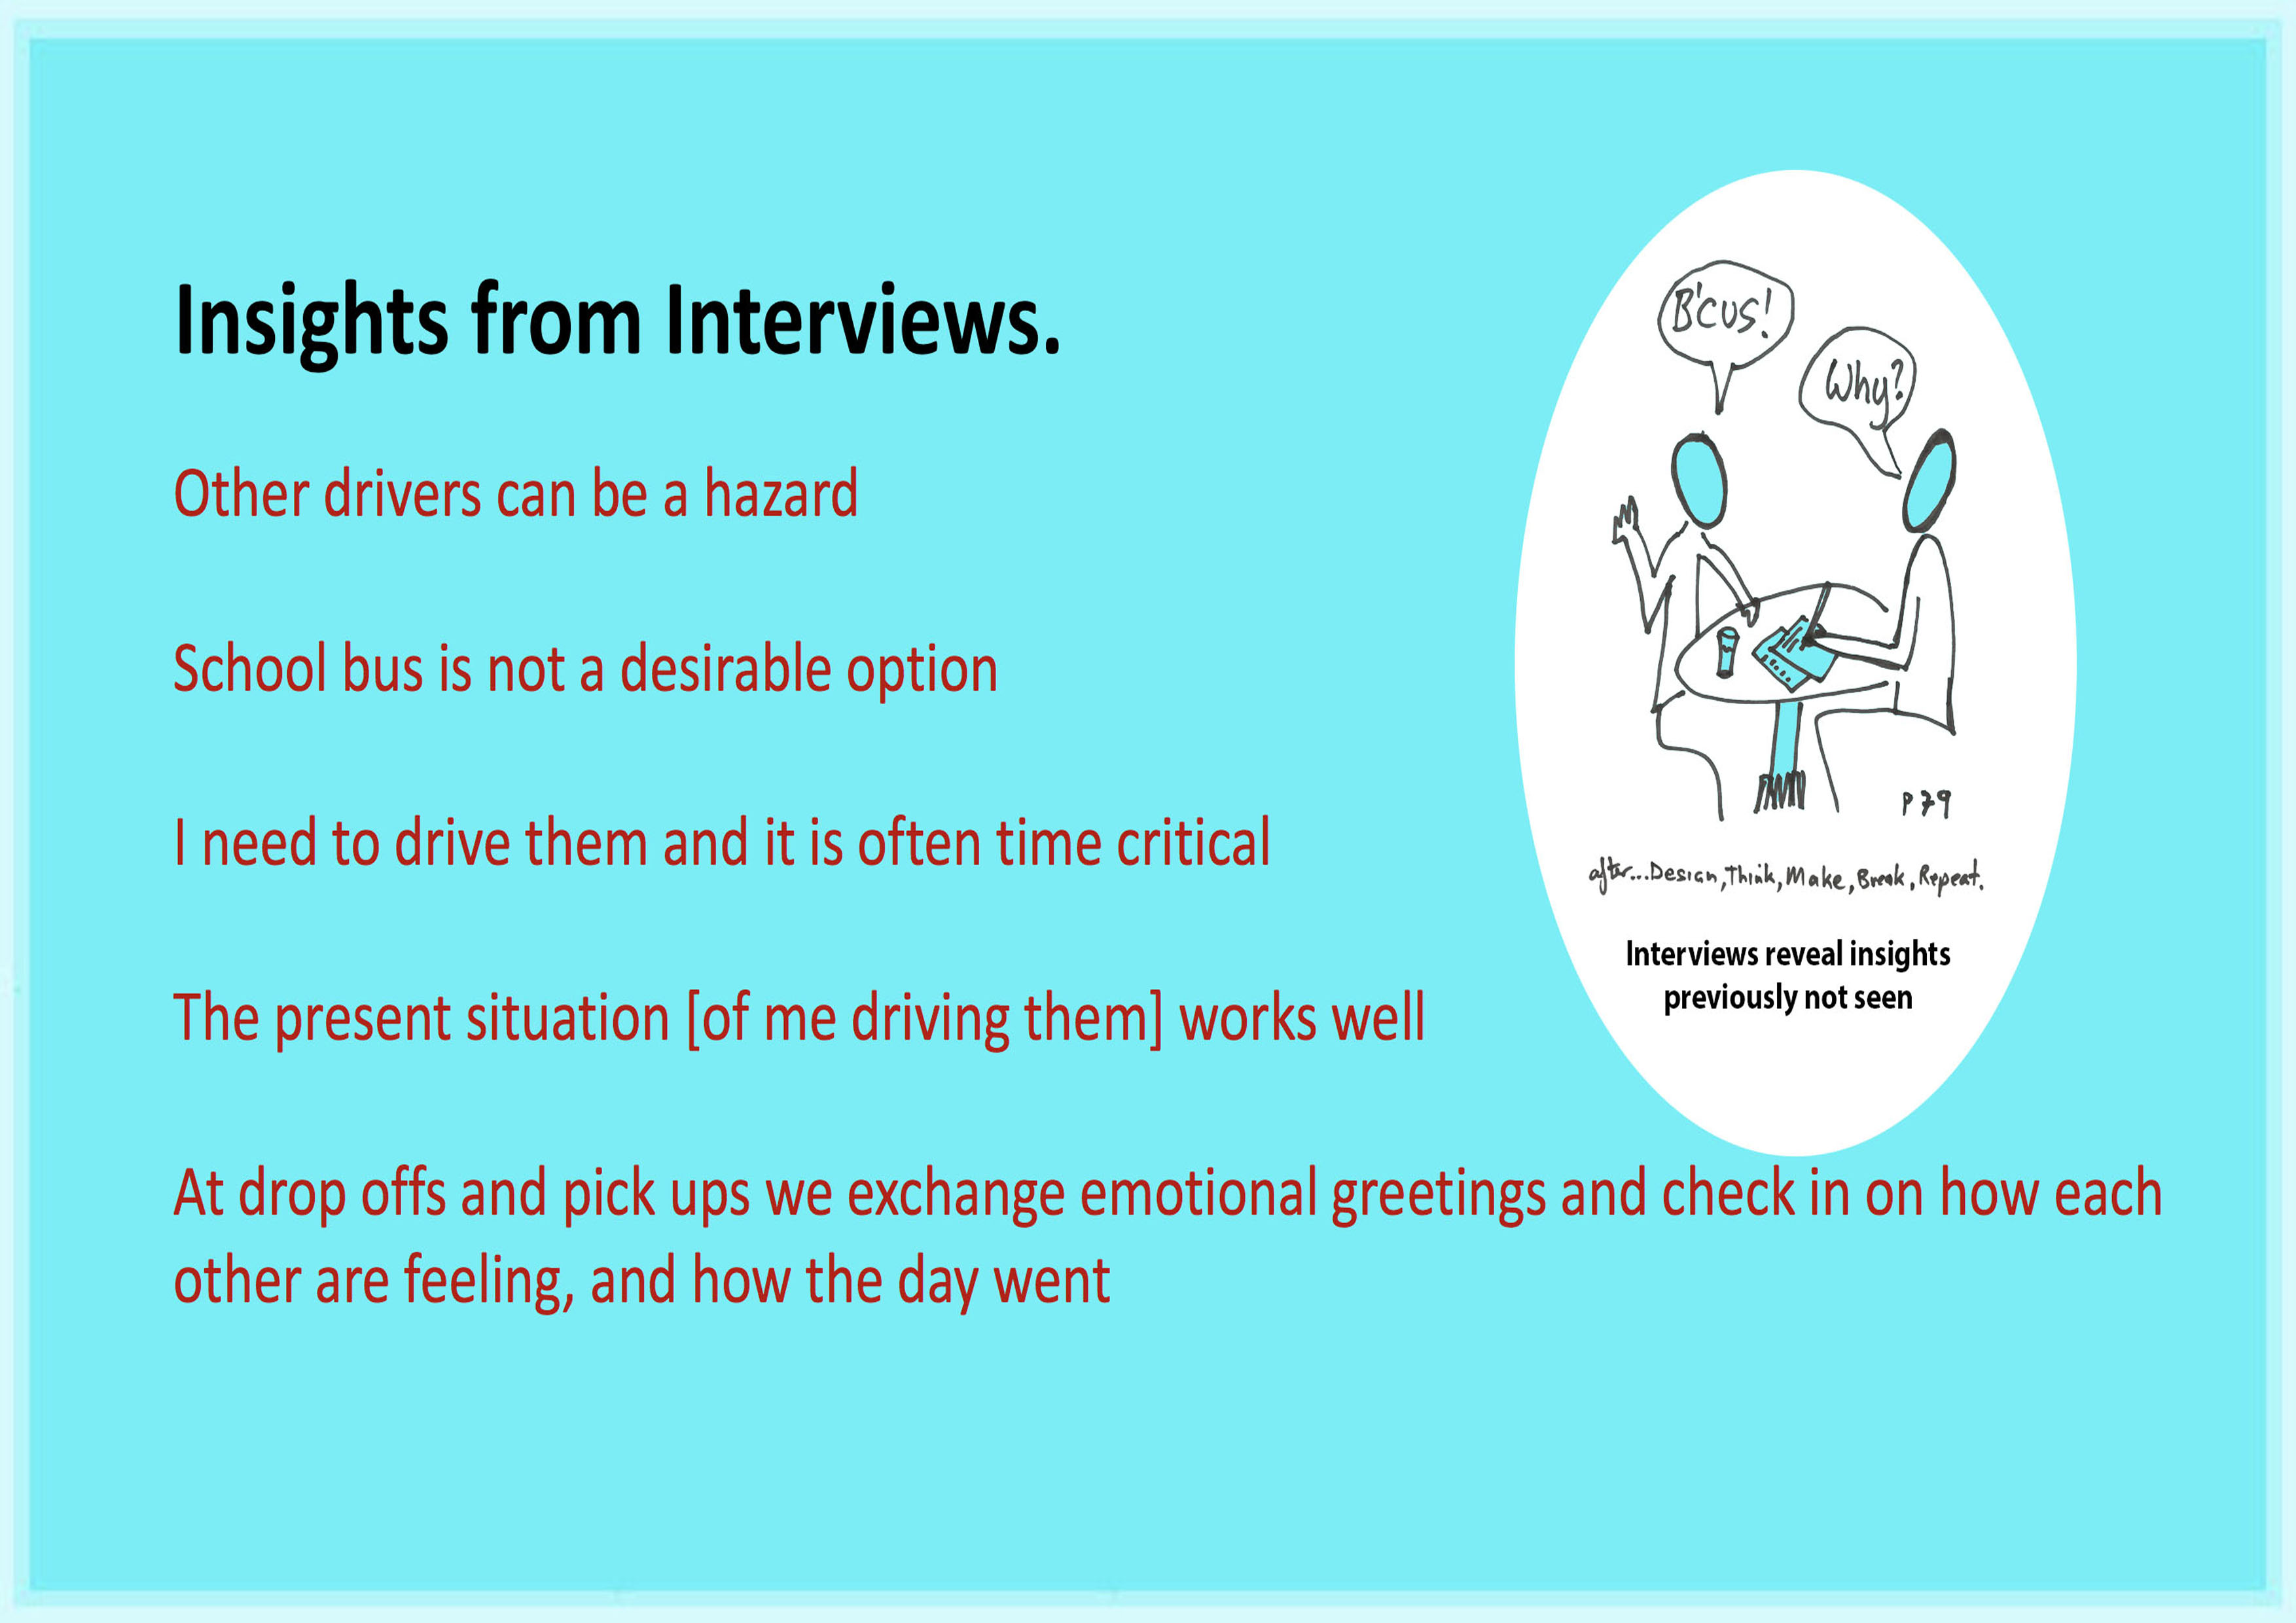 Insights from Interviews.
Other drivers can be a hazard
School bus is not a desirable option
I need to drive them and it is often time critical
The present situation [of me driving them] works well
At drop offs and pick ups we exchange emotional greetings and check in on how each
other are feeling, and how the day went
B'cus!
Why?
P 79
after...Design, Think, Make, Break, Repeat.
Interviews reveal insights
previously not seen